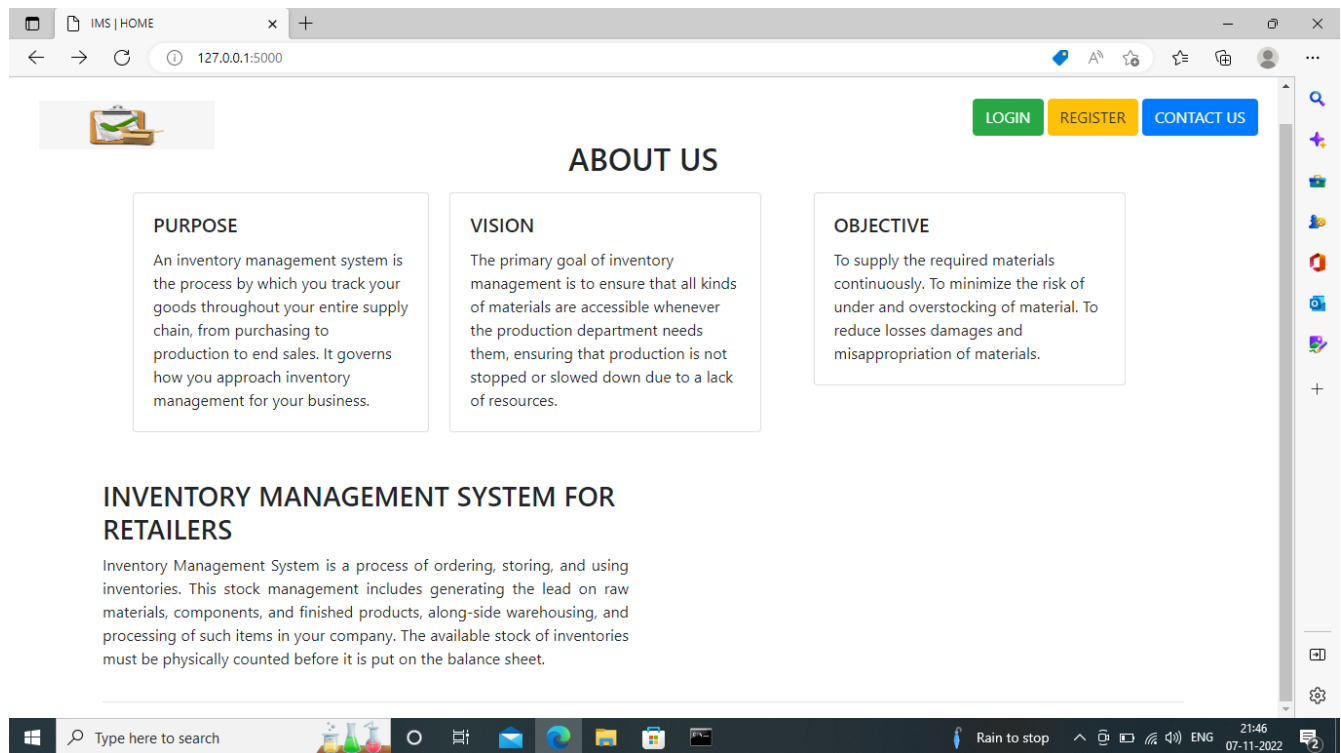 IMS | HOME
127.0.0.1:5000
LOGIN REGISTER CONTACT US
ABOUT US
PURPOSE
An inventory management system is
the process by which you track your
goods throughout your entire supply
chain, from purchasing to
production to end sales. It governs
how you approach inventory
management for your business.
VISION
The primary goal of inventory
management is to ensure that all kinds
of materials are accessible whenever
the production department needs
them, ensuring that production is not
stopped or slowed down due to a lack
of resources.
OBJECTIVE
To supply the required materials
continuously. To minimize the risk of
under and overstocking of material. To
reduce losses damages and
misappropriation of materials.
INVENTORY MANAGEMENT SYSTEM FOR
RETAILERS
Inventory Management System is a process of ordering, storing, and using
inventories. This stock management includes generating the lead on raw
materials, components, and finished products, along-side warehousing, and
processing of such items in your company. The available stock of inventories
must be physically counted before it is put on the balance sheet.
Type here to search
Rain to stop
ENG
21:46
07-11-2022
2